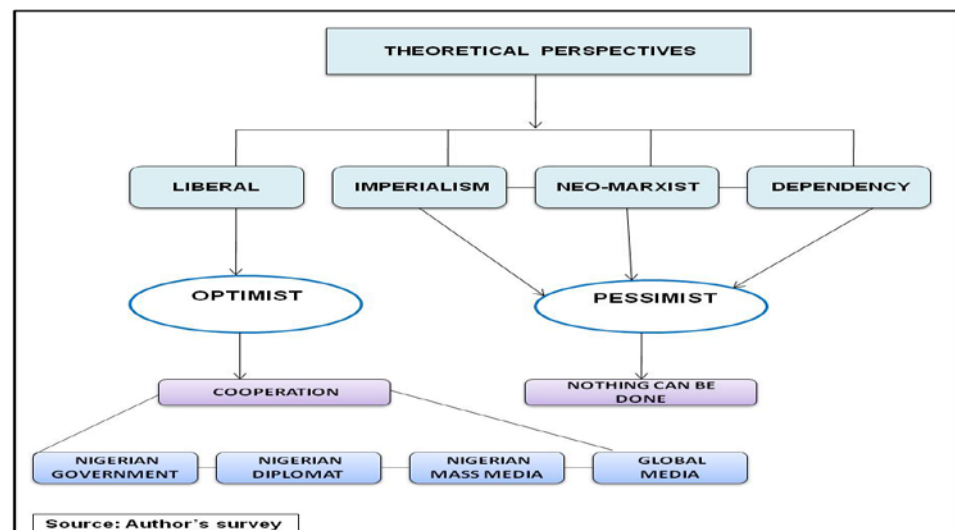 THEORETICAL PERSPECTIVES
LIBERAL
IMPERIALISM
NEO-MARXIST
DEPENDENCY
OPTIMIST
PESSIMIST
COOPERATION
NOTHING CAN BE
DONE
NIGERIAN
GOVERNMENT
NIGERIAN
DIPLOMAT
NIGERIAN
MASS MEDIA
GLOBAL
MEDIA
Source: Author's survey